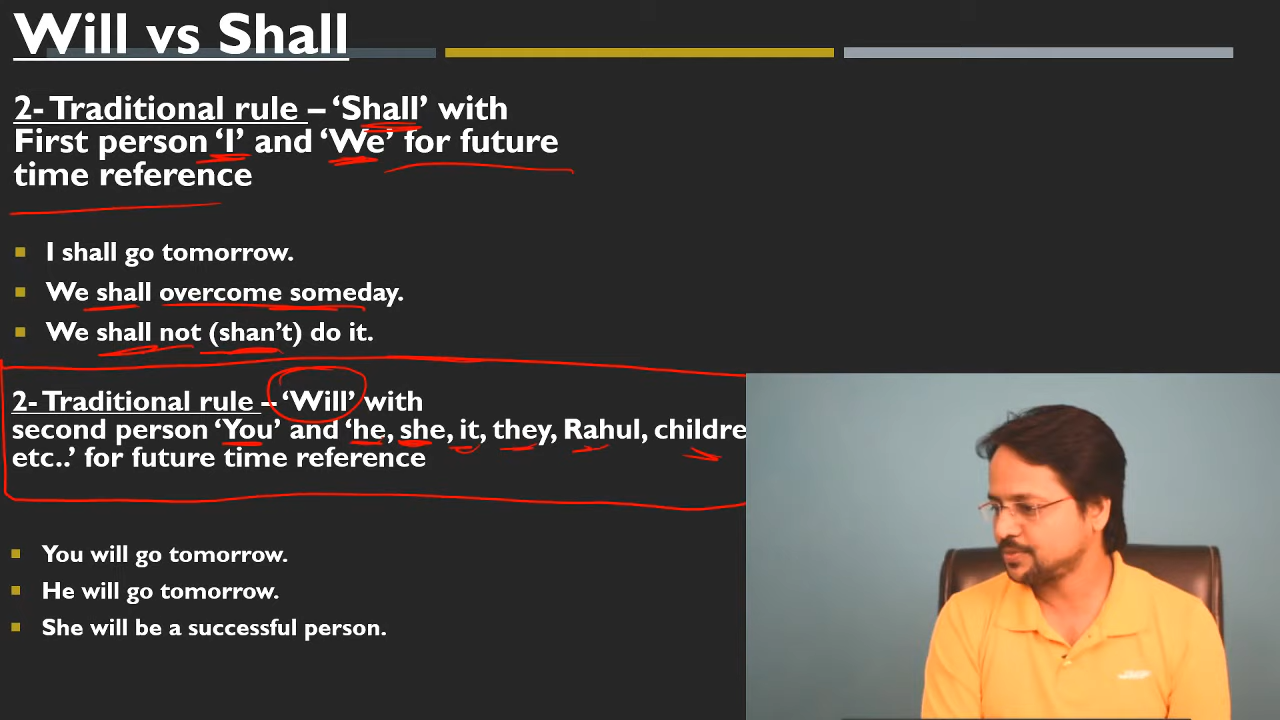 Will vs Shall
2- Traditional rule – ‘Shall’ with
First person ‘I’ and ‘We’ for future
time reference
I shall go tomorrow.
We shall overcome someday.
We shall not (shan’t) do it.
2- Traditional rule – ‘Will’ with
second person ‘You’ and ‘he, she, it, they, Rahul, childre
etc..’ for future time reference
You will go tomorrow.
He will go tomorrow.
She will be a successful person.